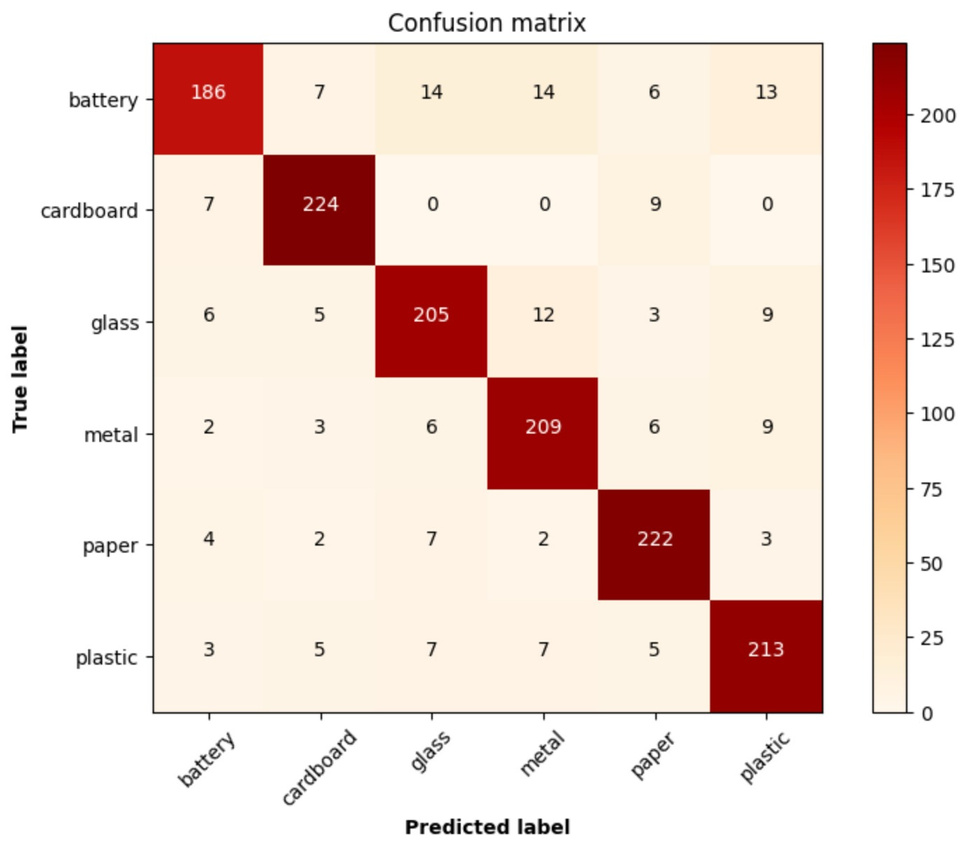 Confusion matrix
battery 186 7 14 14 6 13
cardboard 7 224 0 0 9 0
glass 6 5 205 12 3 9
metal 2 3 6 209 6 9
paper 4 2 7 2 222 3
plastic 3 5 7 7 5 213
battery cardboard glass metal paper plastic
True label
Predicted label
200
175
150
125
100
75
50
25
0